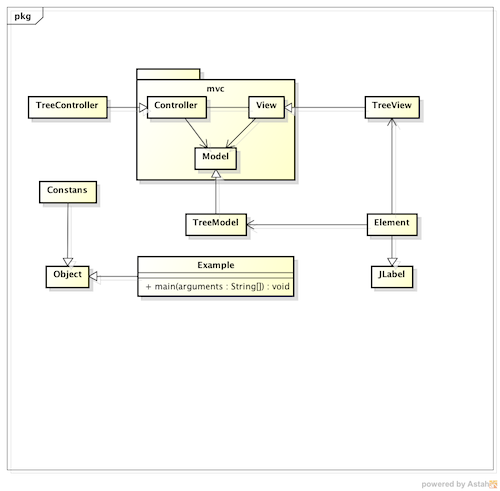 pkg
mvc
TreeController
Controller
View
TreeView
Model
Constans
TreeModel
Element
Object
Example
+ main(arguments : String[]) : void
JLabel
powered by Astah